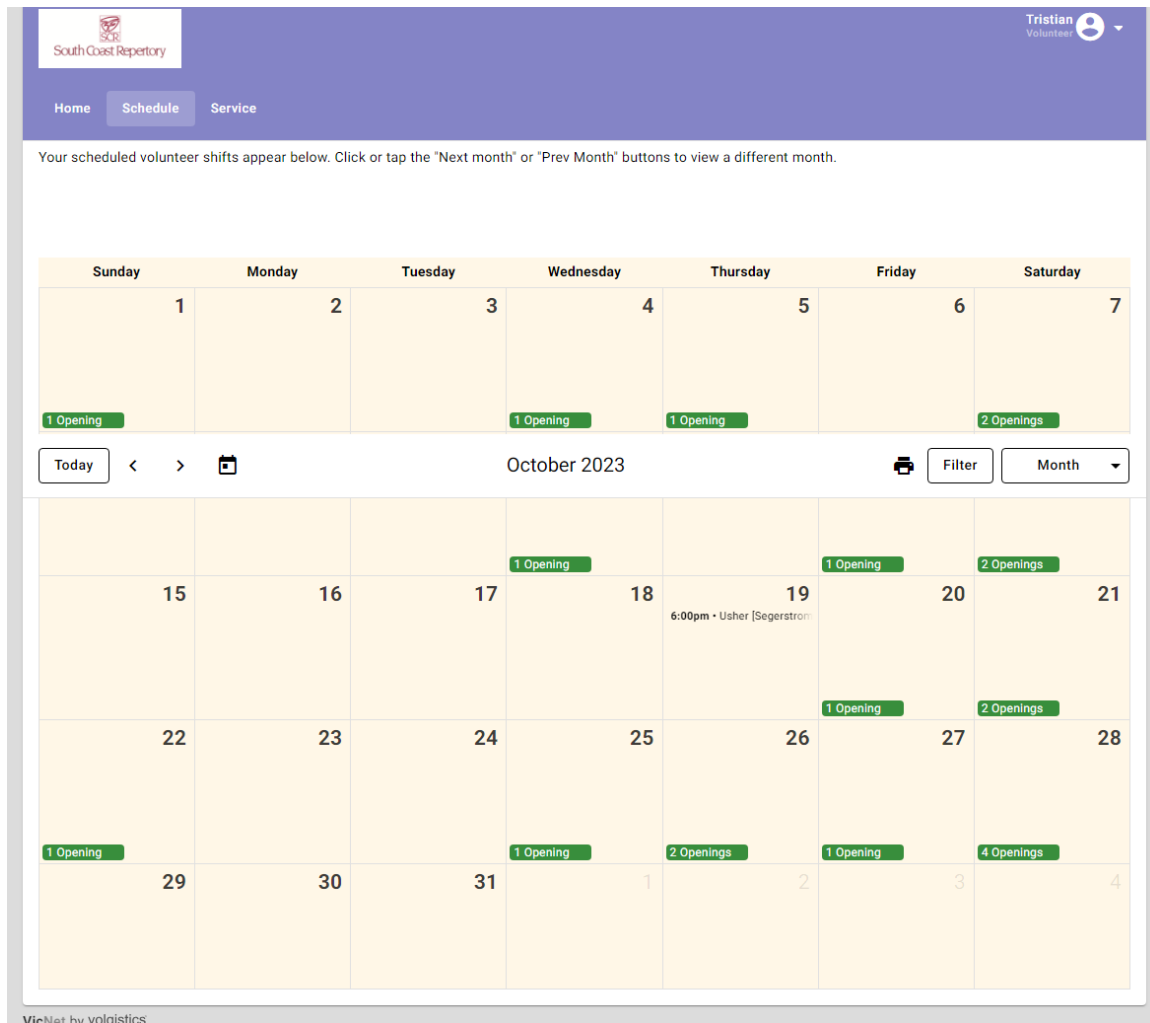 SCR
South Coast Repertory
Tristian
Volunteer
Home Schedule Service
Your scheduled volunteer shifts appear below. Click or tap the "Next month" or "Prev Month" buttons to view a different month.
Sunday Monday Tuesday Wednesday Thursday Friday Saturday
1 2 3 4 5 6 7
1 Opening 1 Opening 1 Opening 2 Openings
Today October 2023 Filter Month
1 Opening 1 Opening 2 Openings
15 16 17 18 19 20 21
6:00pm • Usher [Segerstrom
1 Opening 2 Openings
22 23 24 25 26 27 28
1 Opening 1 Opening 2 Openings 1 Opening 4 Openings
29 30 31 1 2 3 4
VicNet by volgistics